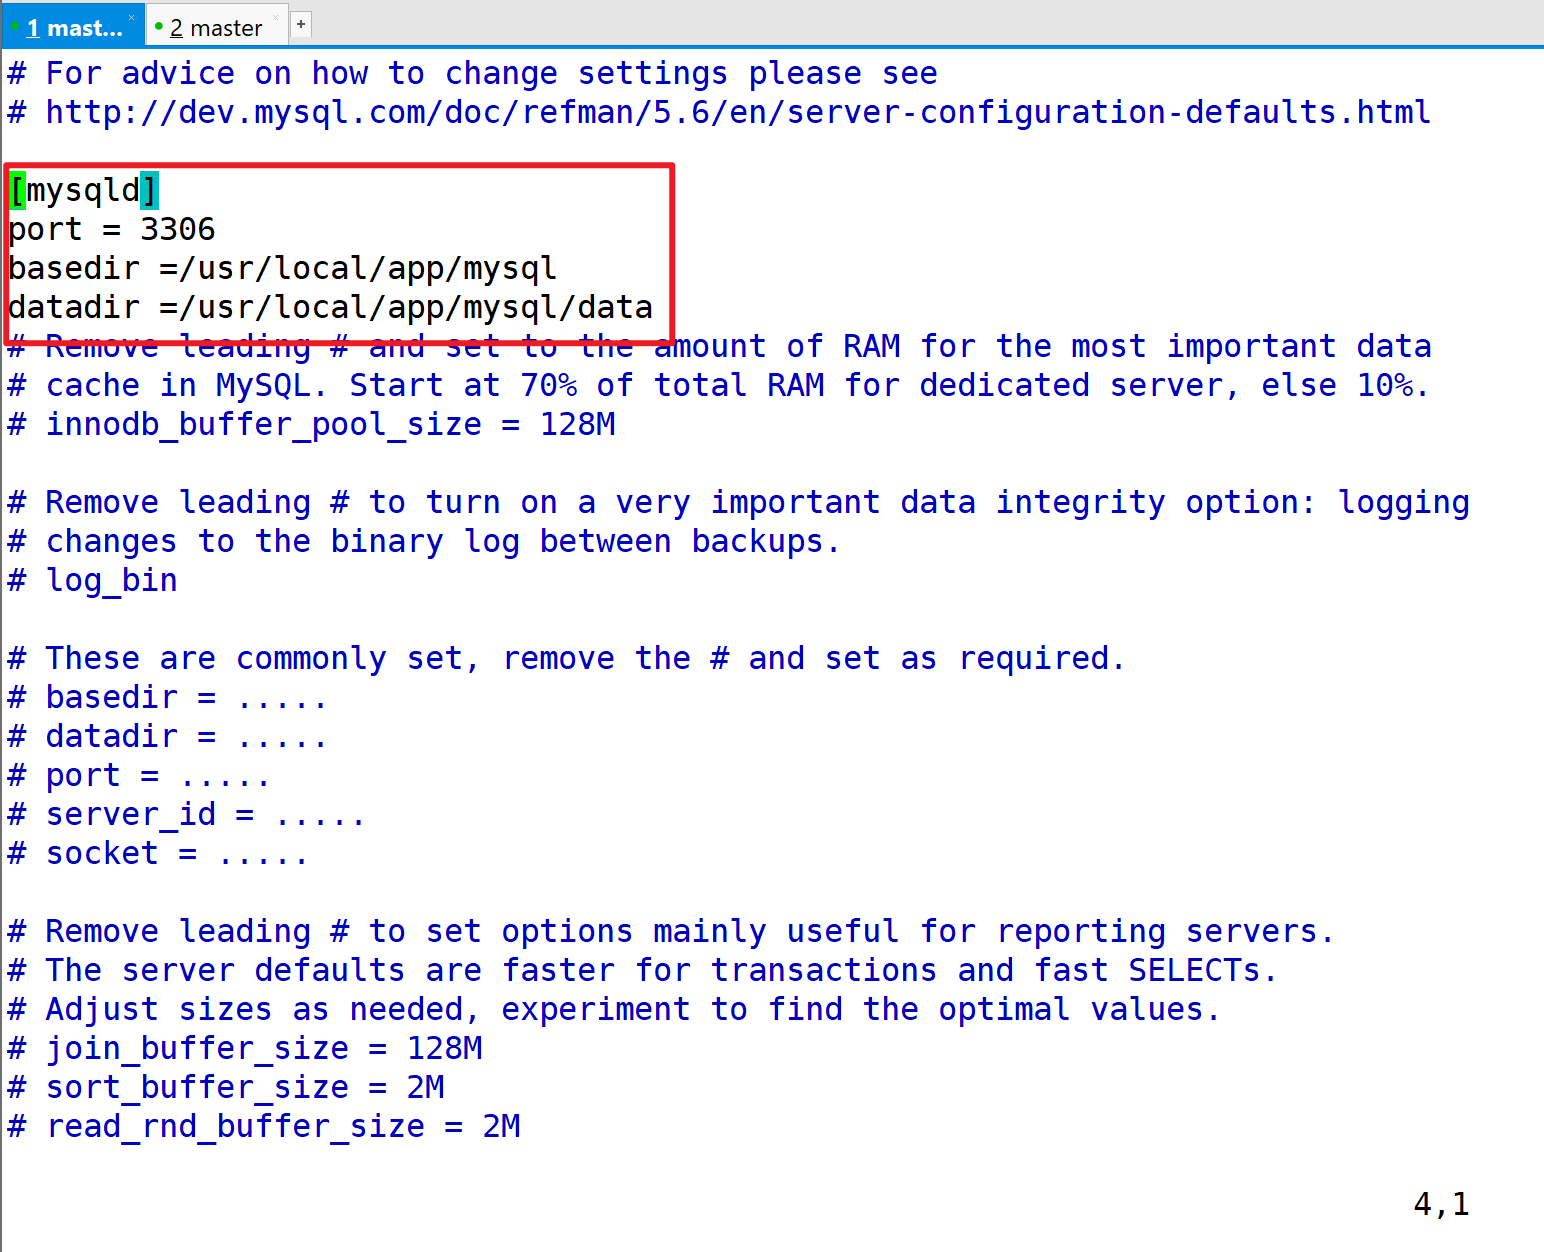 1 mast... × 2 master × +
# For advice on how to change settings please see
# http://dev.mysql.com/doc/refman/5.6/en/server-configuration-defaults.html
[mysqld]
port = 3306
basedir =/usr/local/app/mysql
datadir =/usr/local/app/mysql/data
# Remove leading # and set to the amount of RAM for the most important data
# cache in MySQL. Start at 70% of total RAM for dedicated server, else 10%.
# innodb_buffer_pool_size = 128M
# Remove leading # to turn on a very important data integrity option: logging
# changes to the binary log between backups.
# log_bin
# These are commonly set, remove the # and set as required.
# basedir = .....
# datadir = .....
# port = .....
# server_id = .....
# socket = .....
# Remove leading # to set options mainly useful for reporting servers.
# The server defaults are faster for transactions and fast SELECTs.
# Adjust sizes as needed, experiment to find the optimal values.
# join_buffer_size = 128M
# sort_buffer_size = 2M
# read_rnd_buffer_size = 2M
4,1